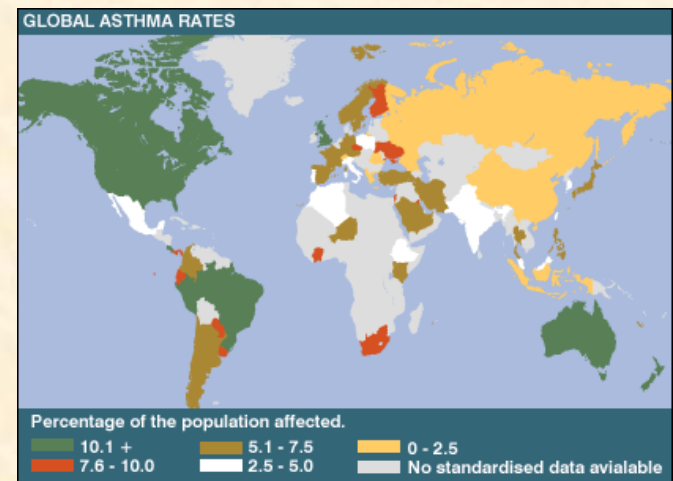 GLOBAL ASTHMA RATES
Percentage of the population affected.
10.1 + 5.1 - 7.5 0 - 2.5
7.6 - 10.0 2.5 - 5.0 No standardised data avialable